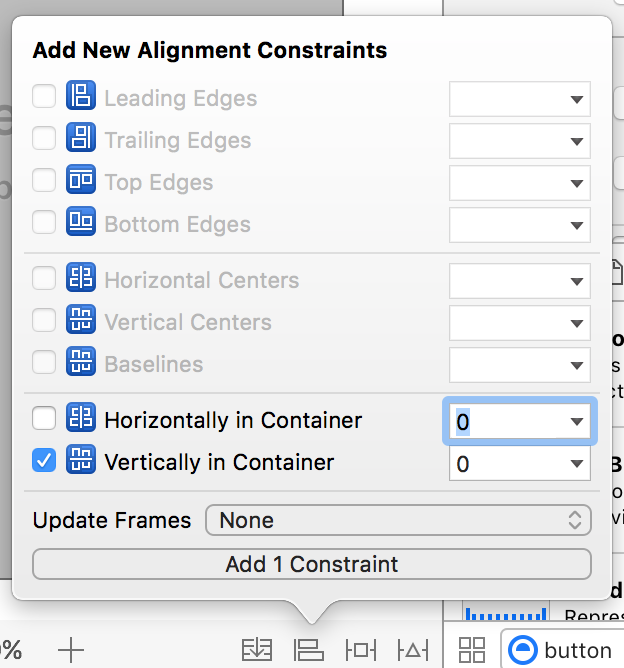 Add New Alignment Constraints
Leading Edges
Trailing Edges
Top Edges
Bottom Edges
Horizontal Centers
Vertical Centers
Baselines
Horizontally in Container 0
Vertically in Container 0
Update Frames None
Add 1 Constraint
Repres
% button